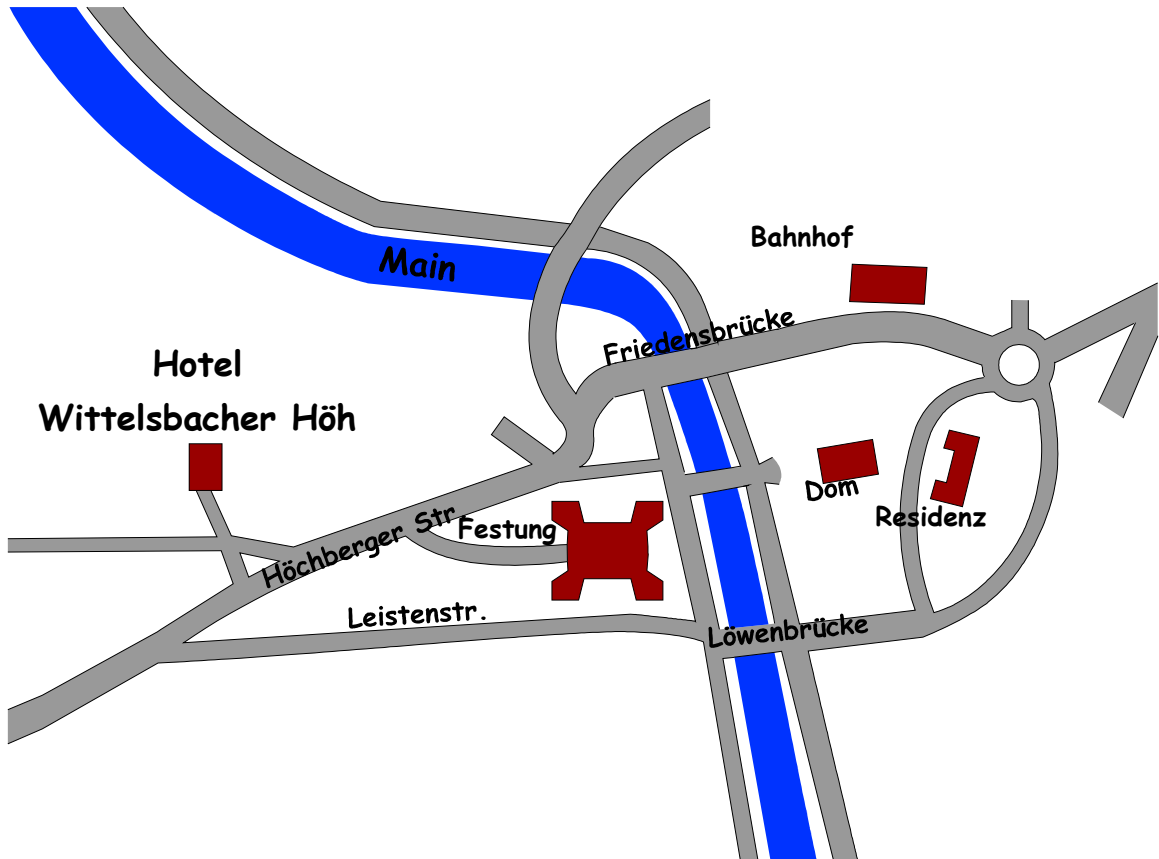 Bahnhof
Main
Friedensbrücke
Hotel
Wittelsbacher Höh
Dom
Residenz
Höchberger Str
Festung
Leistenstr.
Löwenbrücke